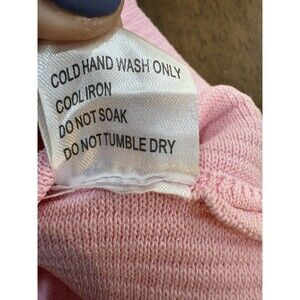 COLD HAND WASH ONLY
COOL IRON
DO NOT SOAK
DO NOT TUMBLE DRY